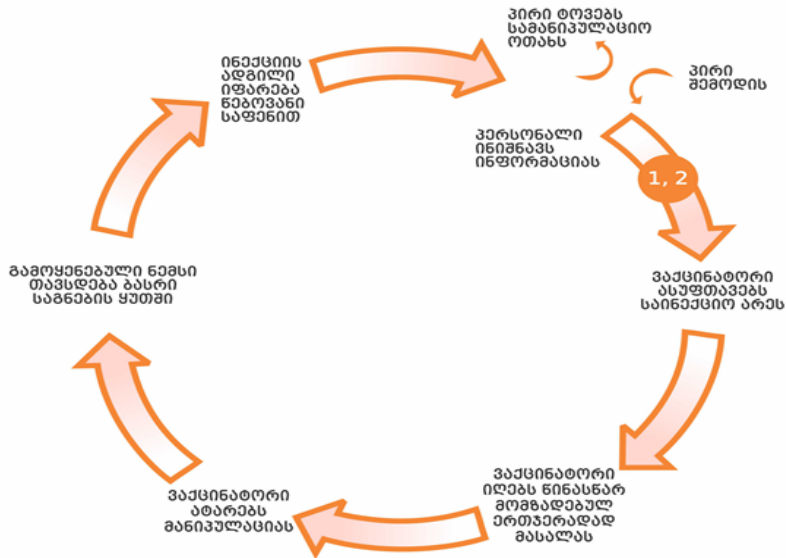 პირი ტოვებს
სამანიპულაციო
ოთახს
პირი
შემოდის
პერსონალი
ინიშნავს
ინფორმაციას
1, 2
ვაქცინატორი
ასუფთავებს
საინექციო არეს
ვაქცინატორი
იღებს წინასწარ
მომზადებულ
ერთჯერადად
მასალას
ვაქცინატორი
ატარებს
მანიპულაციას
გამოყენებული ნემსი
თავსდება ბასრი
საგნების ყუთში
ინექციის
ადგილი
იფარება
წებოვანი
საფენით